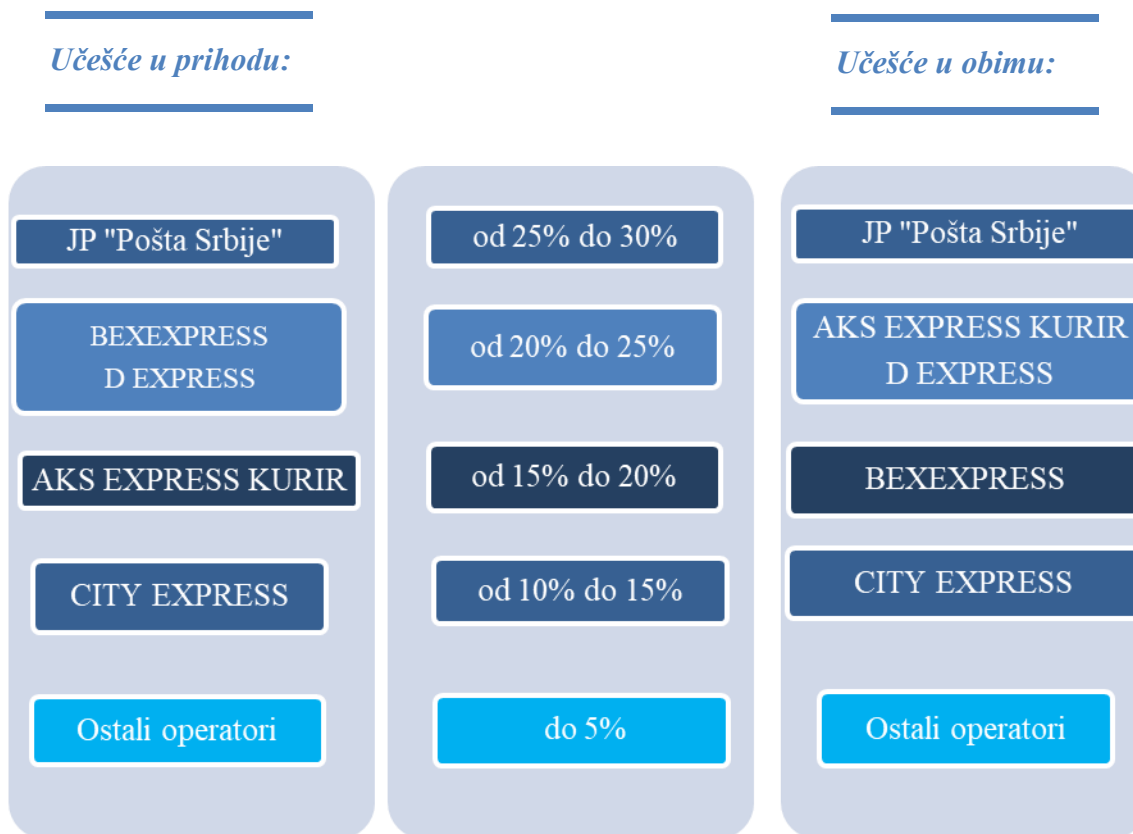 Učešće u prihodu:
Učešće u obimu:
JP "Pošta Srbije"
od 25% do 30%
JP "Pošta Srbije"
BEXEXPRESS
D EXPRESS
od 20% do 25%
AKS EXPRESS KURIR
D EXPRESS
AKS EXPRESS KURIR
od 15% do 20%
BEXEXPRESS
CITY EXPRESS
od 10% do 15%
CITY EXPRESS
Ostali operatori
do 5%
Ostali operatori